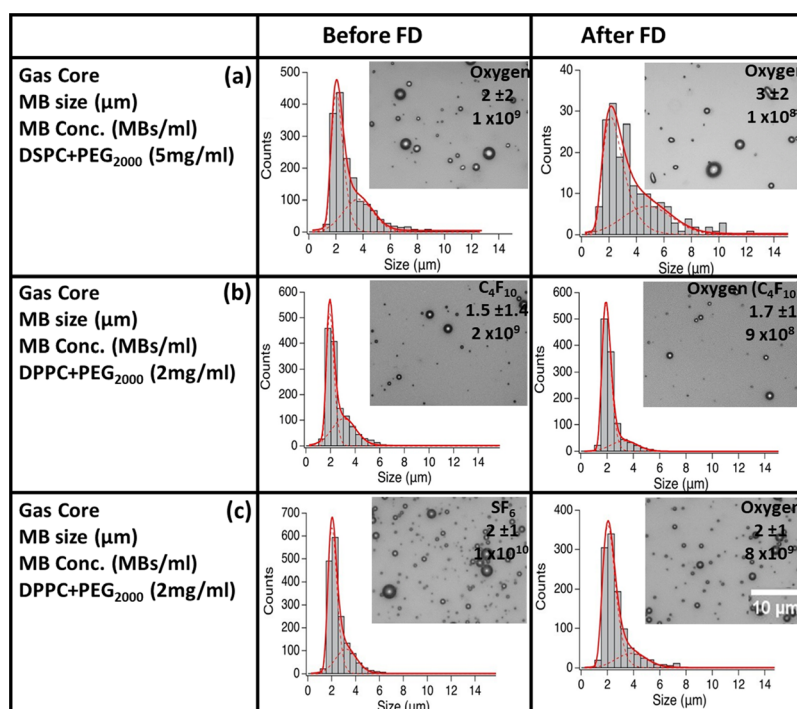 Before FD
After FD
Gas Core (a)
MB size (µm)
MB Conc. (MBs/ml)
DSPC+PEG2000 (5mg/ml)
Oxygen
2 ±2
1 x10⁹
500
400
300
200
100
0
Counts
0 2 4 6 8 10 12 14
Size (µm)
Oxygen
3 ±2
1 x10⁸
40
30
20
10
0
Counts
0 2 4 6 8 10 12 14
Size (µm)
Gas Core (b)
MB size (µm)
MB Conc. (MBs/ml)
DPPC+PEG2000 (2mg/ml)
C4F10
1.5 ±1.4
2 x10⁹
600
500
400
300
200
100
0
Counts
0 2 4 6 8 10 12 14
Size (µm)
Oxygen (C4F10
1.7 ±1
9 x10⁸
600
500
400
300
200
100
0
Counts
0 2 4 6 8 10 12 14
Size (µm)
Gas Core (c)
MB size (µm)
MB Conc. (MBs/ml)
DPPC+PEG2000 (2mg/ml)
SF6
2 ±1
1 x10¹⁰
700
600
500
400
300
200
100
0
Counts
0 2 4 6 8 10 12 14
Size (µm)
Oxygen
2 ±1
8 x10⁹
10 µm
400
300
200
100
0
Counts
0 2 4 6 8 10 12 14
Size (µm)